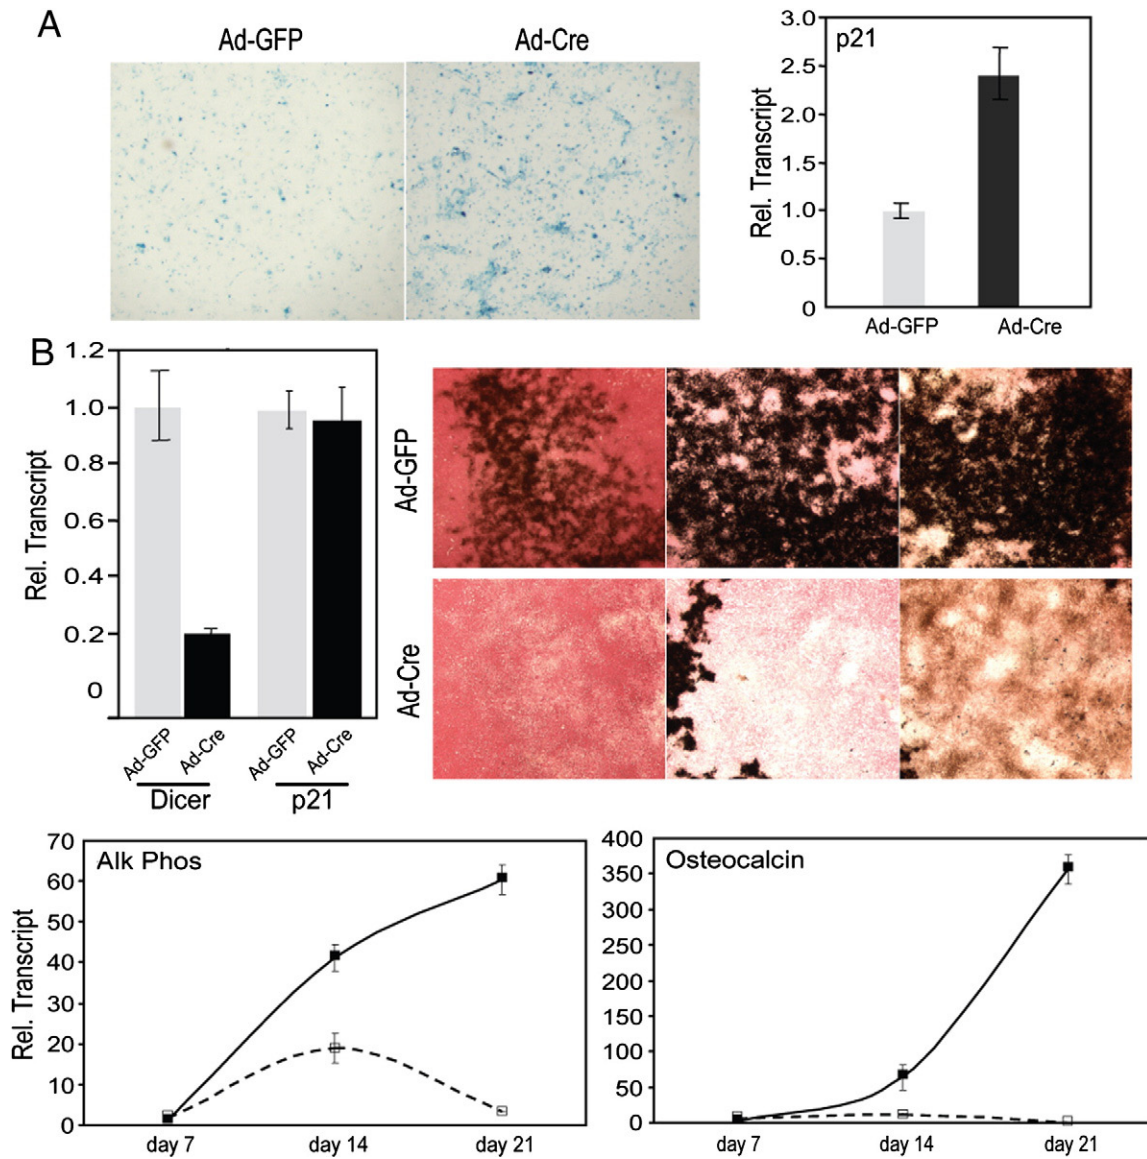 A
Ad-GFP
Ad-Cre
p21
Rel. Transcript
3.0
2.5
2.0
1.5
1.0
0.5
0
Ad-GFP
Ad-Cre
B
Rel. Transcript
1.2
1.0
0.8
0.6
0.4
0.2
0
Ad-GFP
Ad-Cre
Ad-GFP
Ad-Cre
Dicer
p21
Ad-GFP
Ad-Cre
Alk Phos
Rel. Transcript
70
60
50
40
30
20
10
0
day 7
day 14
day 21
Osteocalcin
400
350
300
250
200
150
100
50
0
day 7
day 14
day 21